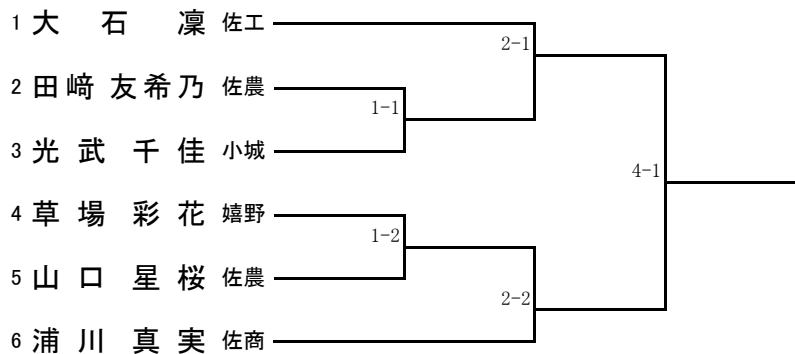 1 大石 凜 佐工
2-1
2 田﨑 友希乃 佐農
1-1
3 光武 千佳 小城
4-1
4 草場 彩花 嬉野
1-2
5 山口 星桜 佐農
2-2
6 浦川 真実 佐商